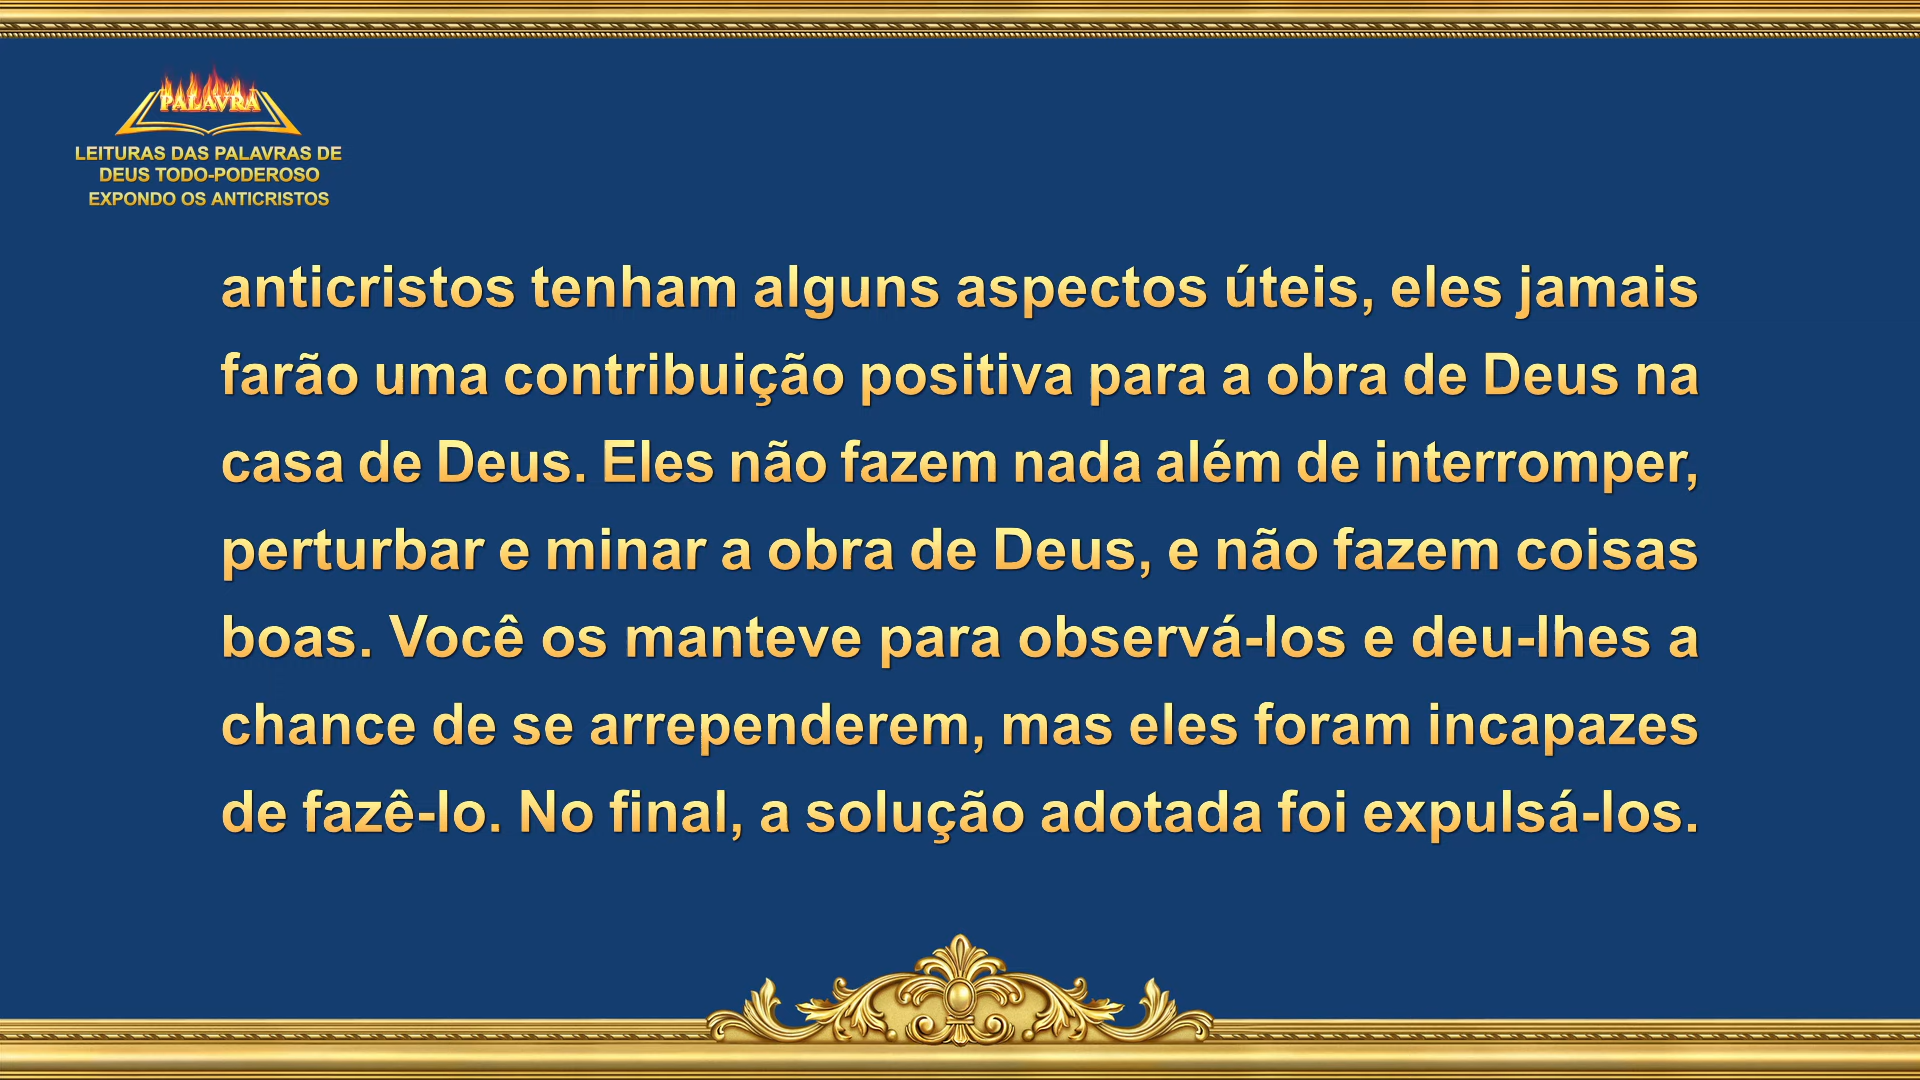 PALAVRA
LEITURAS DAS PALAVRAS DE
DEUS TODO-PODEROSO
EXPONDO OS ANTICRISTOS
anticristos tenham alguns aspectos úteis, eles jamais
farão uma contribuição positiva para a obra de Deus na
casa de Deus. Eles não fazem nada além de interromper,
perturbar e minar a obra de Deus, e não fazem coisas
boas. Você os manteve para observá-los e deu-lhes a
chance de se arrependerem, mas eles foram incapazes
de fazê-lo. No final, a solução adotada foi expulsá-los.